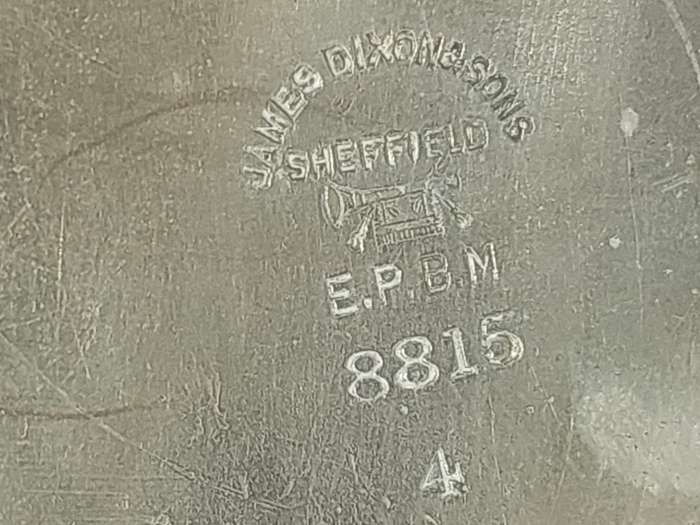 JAMES DIXON & SONS
SHEFFIELD
E.P.B.M
8815
4